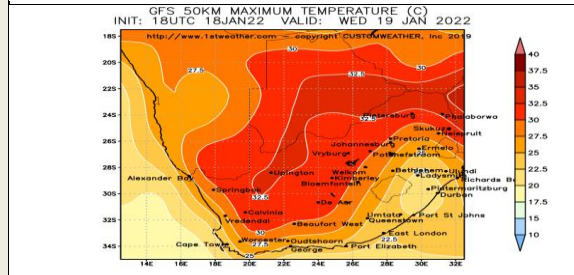 GFS 50KM MAXIMUM TEMPERATURE (C)
INIT: 18UTC 18JAN22 VALID: WED 19 JAN 2022
http://www.1stweather.com — copyright CUSTOMWEATHER, Inc 2019
18S
20S
22S
24S
26S
28S
30S
32S
34S
14E 16E 18E 20E 22E 24E 26E 28E 30E 32E
40
37.5
35
32.5
30
27.5
25
22.5
20
17.5
15
10
30
30
27.5
32.5
32.5
32.5
30
27.5
25
22.5
Pietersburg
Phalaborwa
Skukuza
Nelspruit
Pretoria
Johannesburg
Ermelo
Vryburg
Potchefstroom
Welkom
Bethlehem
Ulundi
Ladysmith
Richards Ba
Upington
Kimberley
Bloemfontein
Alexander Bay
Springbok
Pietermaritzburg
Durban
De Aar
Calvinia
Umtata
Port St Johns
Vredendal
Beaufort West
Queenstown
East London
Cape Town
Worcester
Oudtshoorn
George
Port Elizabeth